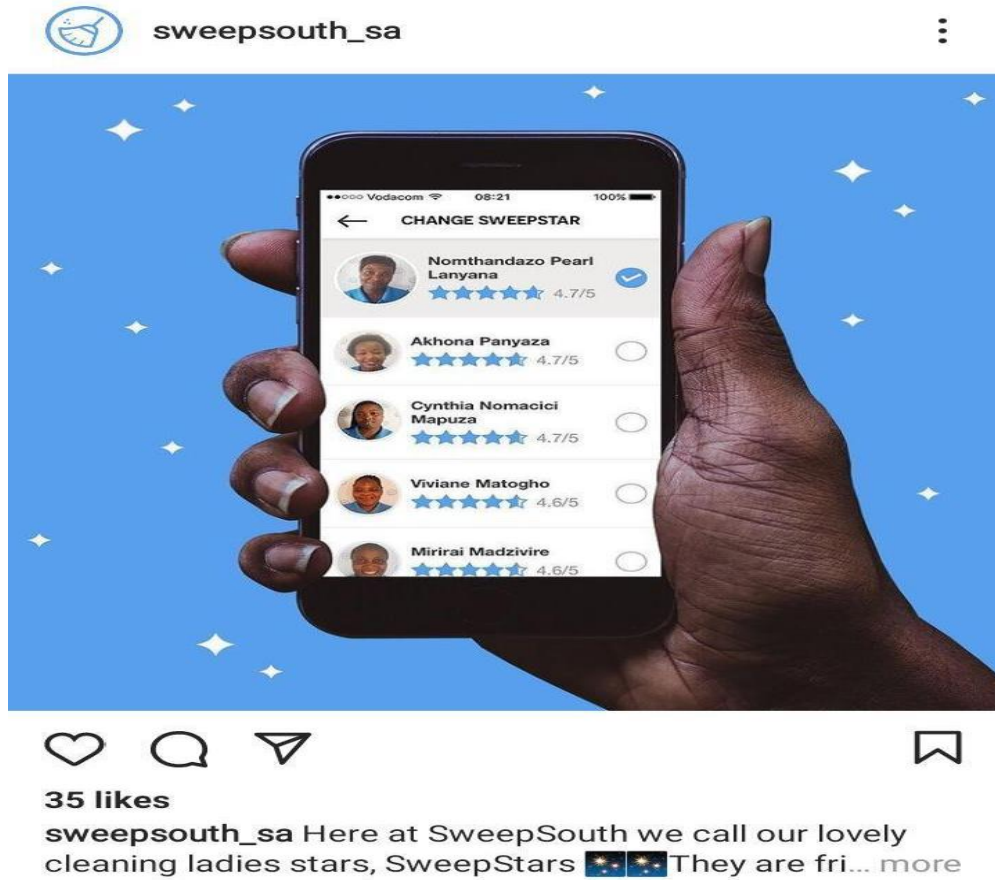 sweepsouth_sa
Vodacom 08:21 100%
CHANGE SWEEPSTAR
Nomthandazo Pearl
Lanyana
4.7/5
Akhona Panyaza
4.7/5
Cynthia Nomacici
Mapuza
4.7/5
Viviane Matogho
4.6/5
Mirirai Madzivire
4.6/5
35 likes
sweepsouth_sa Here at SweepSouth we call our lovely
cleaning ladies stars, SweepStars 🎇🎇They are fri... more